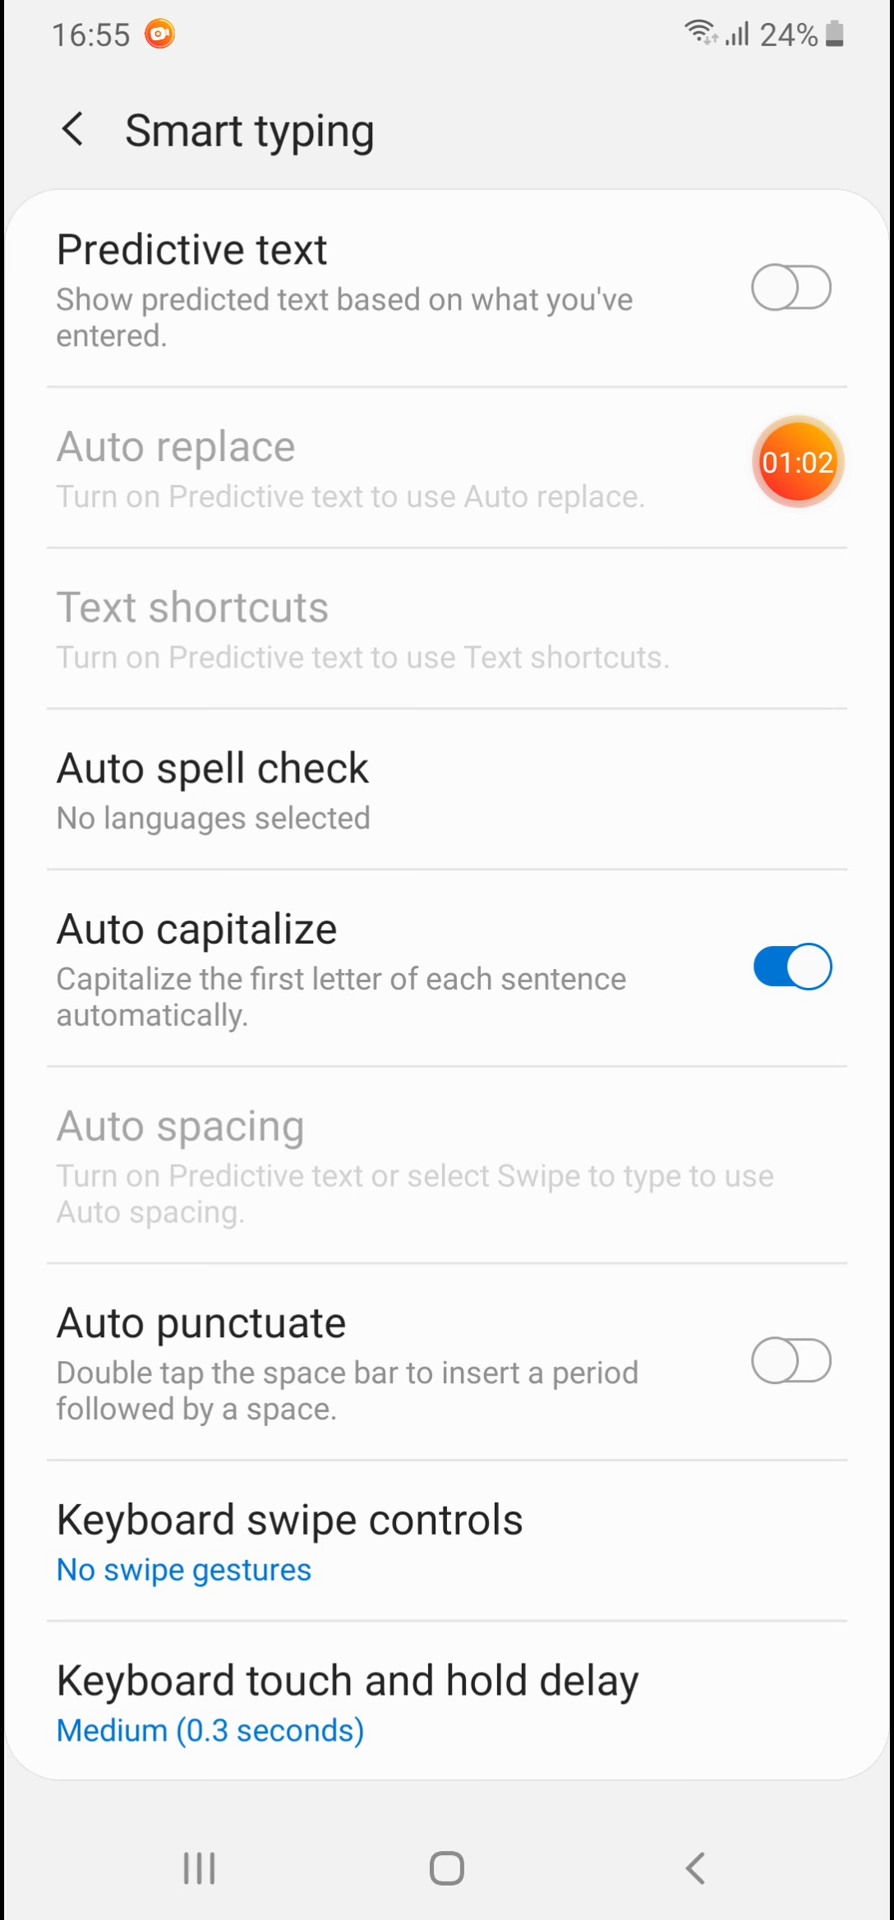 16:55 24%
Smart typing
Predictive text
Show predicted text based on what you've
entered.
Auto replace
Turn on Predictive text to use Auto replace.
01:02
Text shortcuts
Turn on Predictive text to use Text shortcuts.
Auto spell check
No languages selected
Auto capitalize
Capitalize the first letter of each sentence
automatically.
Auto spacing
Turn on Predictive text or select Swipe to type to use
Auto spacing.
Auto punctuate
Double tap the space bar to insert a period
followed by a space.
Keyboard swipe controls
No swipe gestures
Keyboard touch and hold delay
Medium (0.3 seconds)